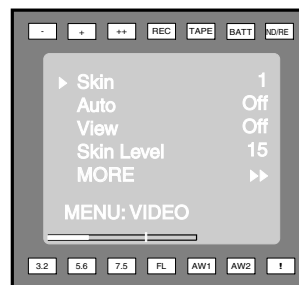 - + ++ REC TAPE BATT ND/RE
Skin 1
Auto Off
View Off
Skin Level 15
MORE
MENU: VIDEO
3.2 5.6 7.5 FL AW1 AW2 !